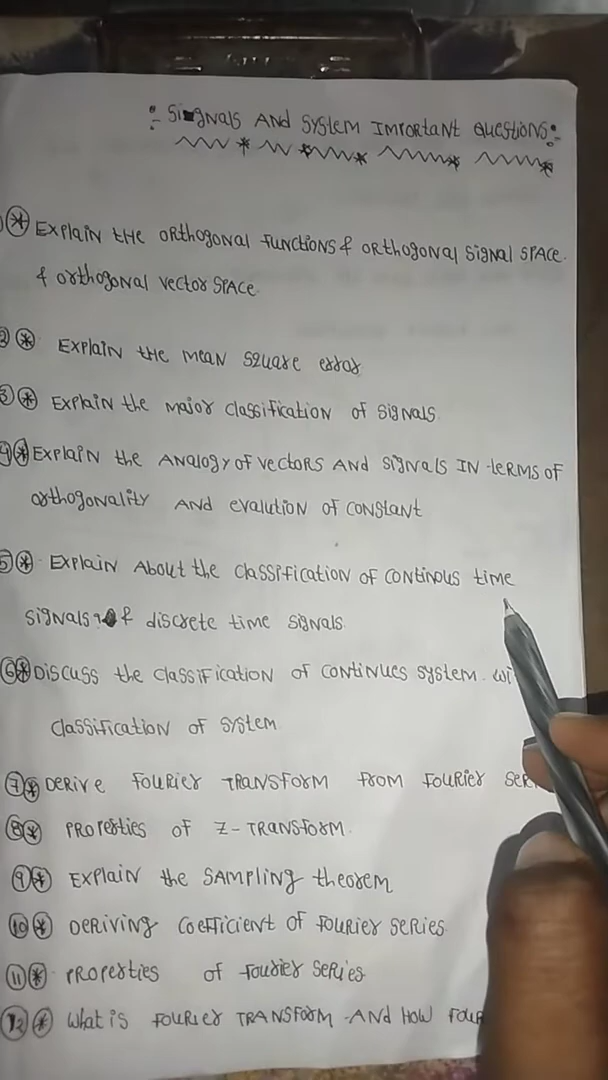 :- Signals AND System Important Questions:-
1) * Explain the orthogonal functions & orthogonal signal space.
& orthogonal vector space.
2) * Explain the mean square error
3) * Explain the major classification of signals.
4) * Explain the Analogy of vectors And signals In terms of
orthogonality And evalution of constant
5) * Explain About the classification of continous time
signals & discrete time signals.
6) * Discuss the classification of continues system. wi
classification of system
7) * Derive Fourier Transform from Fourier Ser
8) * Properties of Z-Transform.
9) * Explain the sampling theorem
10) * Deriving coefficient of Fourier series.
11) * Properties of Fourier series.
12) * What is Fourier Transform And How Four